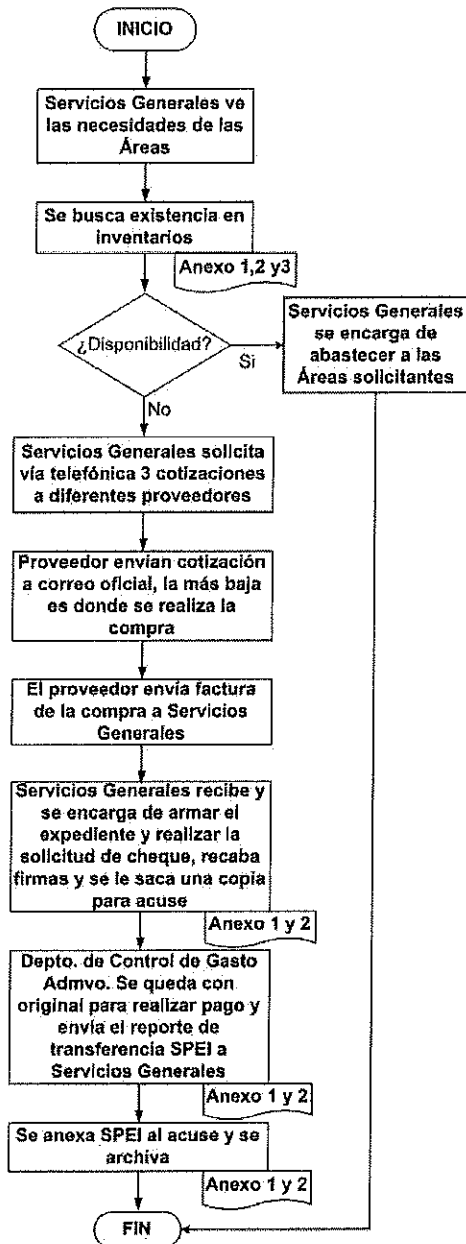 INICIO
Servicios Generales ve
las necesidades de las
Áreas
Se busca existencia en
inventarios
Anexo 1,2 y3
¿Disponibilidad?
Si
Servicios Generales
se encarga de
abastecer a las
Áreas solicitantes
No
Servicios Generales solicita
vía telefónica 3 cotizaciones
a diferentes proveedores
Proveedor envían cotización
a correo oficial, la más baja
es donde se realiza la
compra
El proveedor envía factura
de la compra a Servicios
Generales
Servicios Generales recibe y
se encarga de armar el
expediente y realizar la
solicitud de cheque, recaba
firmas y se le saca una copia
para acuse
Anexo 1 y 2
Depto. de Control de Gasto
Admvo. Se queda con
original para realizar pago y
envía el reporte de
transferencia SPEI a
Servicios Generales
Anexo 1 y 2
Se anexa SPEI al acuse y se
archiva
Anexo 1 y 2
FIN